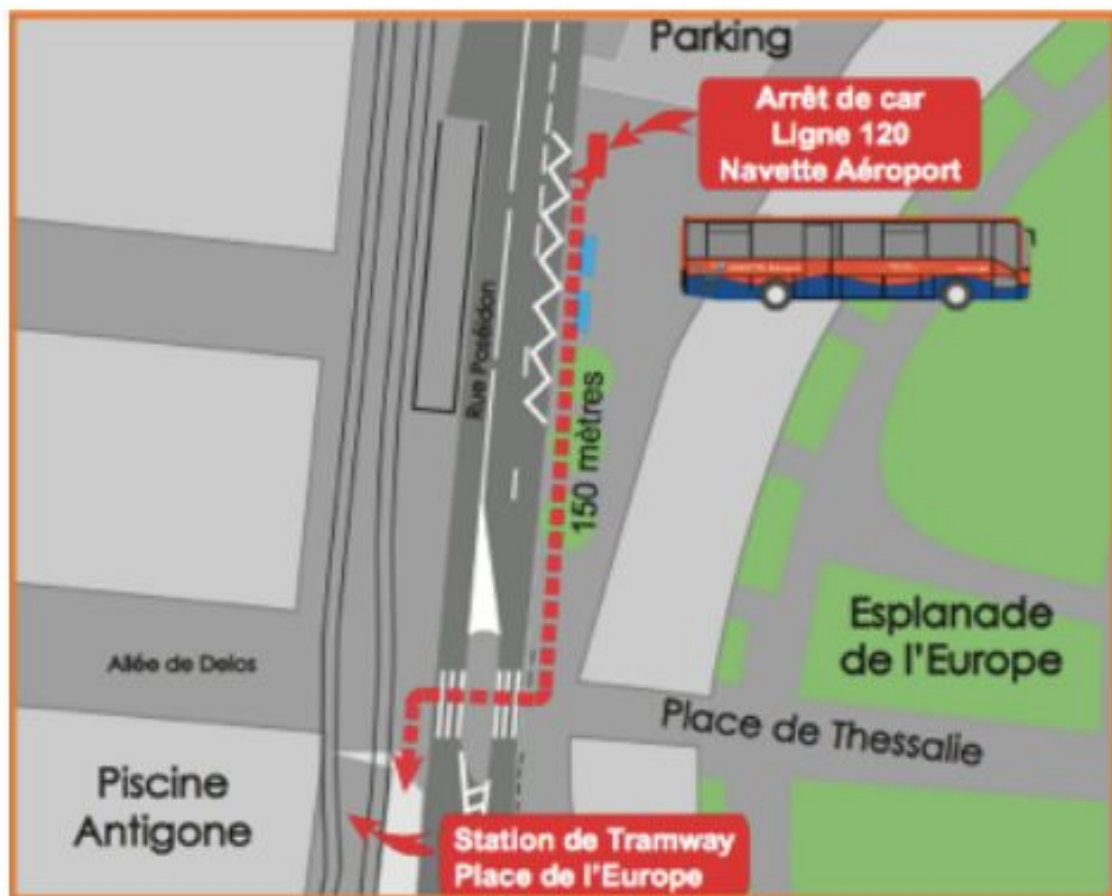 Parking
Arrêt de car
Ligne 120
Navette Aéroport
Rue Poséidon
150 mètres
Esplanade
de l'Europe
Allée de Delos
Place de Thessalie
Piscine
Antigone
Station de Tramway
Place de l'Europe